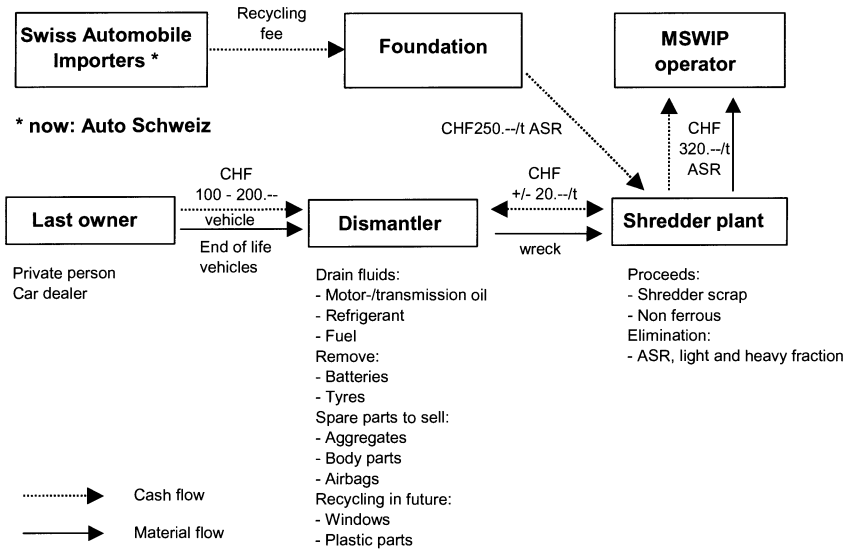 Recycling
fee
Swiss Automobile
Importers *
Foundation
MSWIP
operator
* now: Auto Schweiz
CHF250.--/t ASR
CHF
320.--/t
ASR
CHF
100 - 200.--
vehicle
End of life
vehicles
CHF
+/- 20.--/t
wreck
Last owner
Dismantler
Shredder plant
Private person
Car dealer
Drain fluids:
- Motor-/transmission oil
- Refrigerant
- Fuel
Remove:
- Batteries
- Tyres
Spare parts to sell:
- Aggregates
- Body parts
- Airbags
Recycling in future:
- Windows
- Plastic parts
Proceeds:
- Shredder scrap
- Non ferrous
Elimination:
- ASR, light and heavy fraction
Cash flow
Material flow